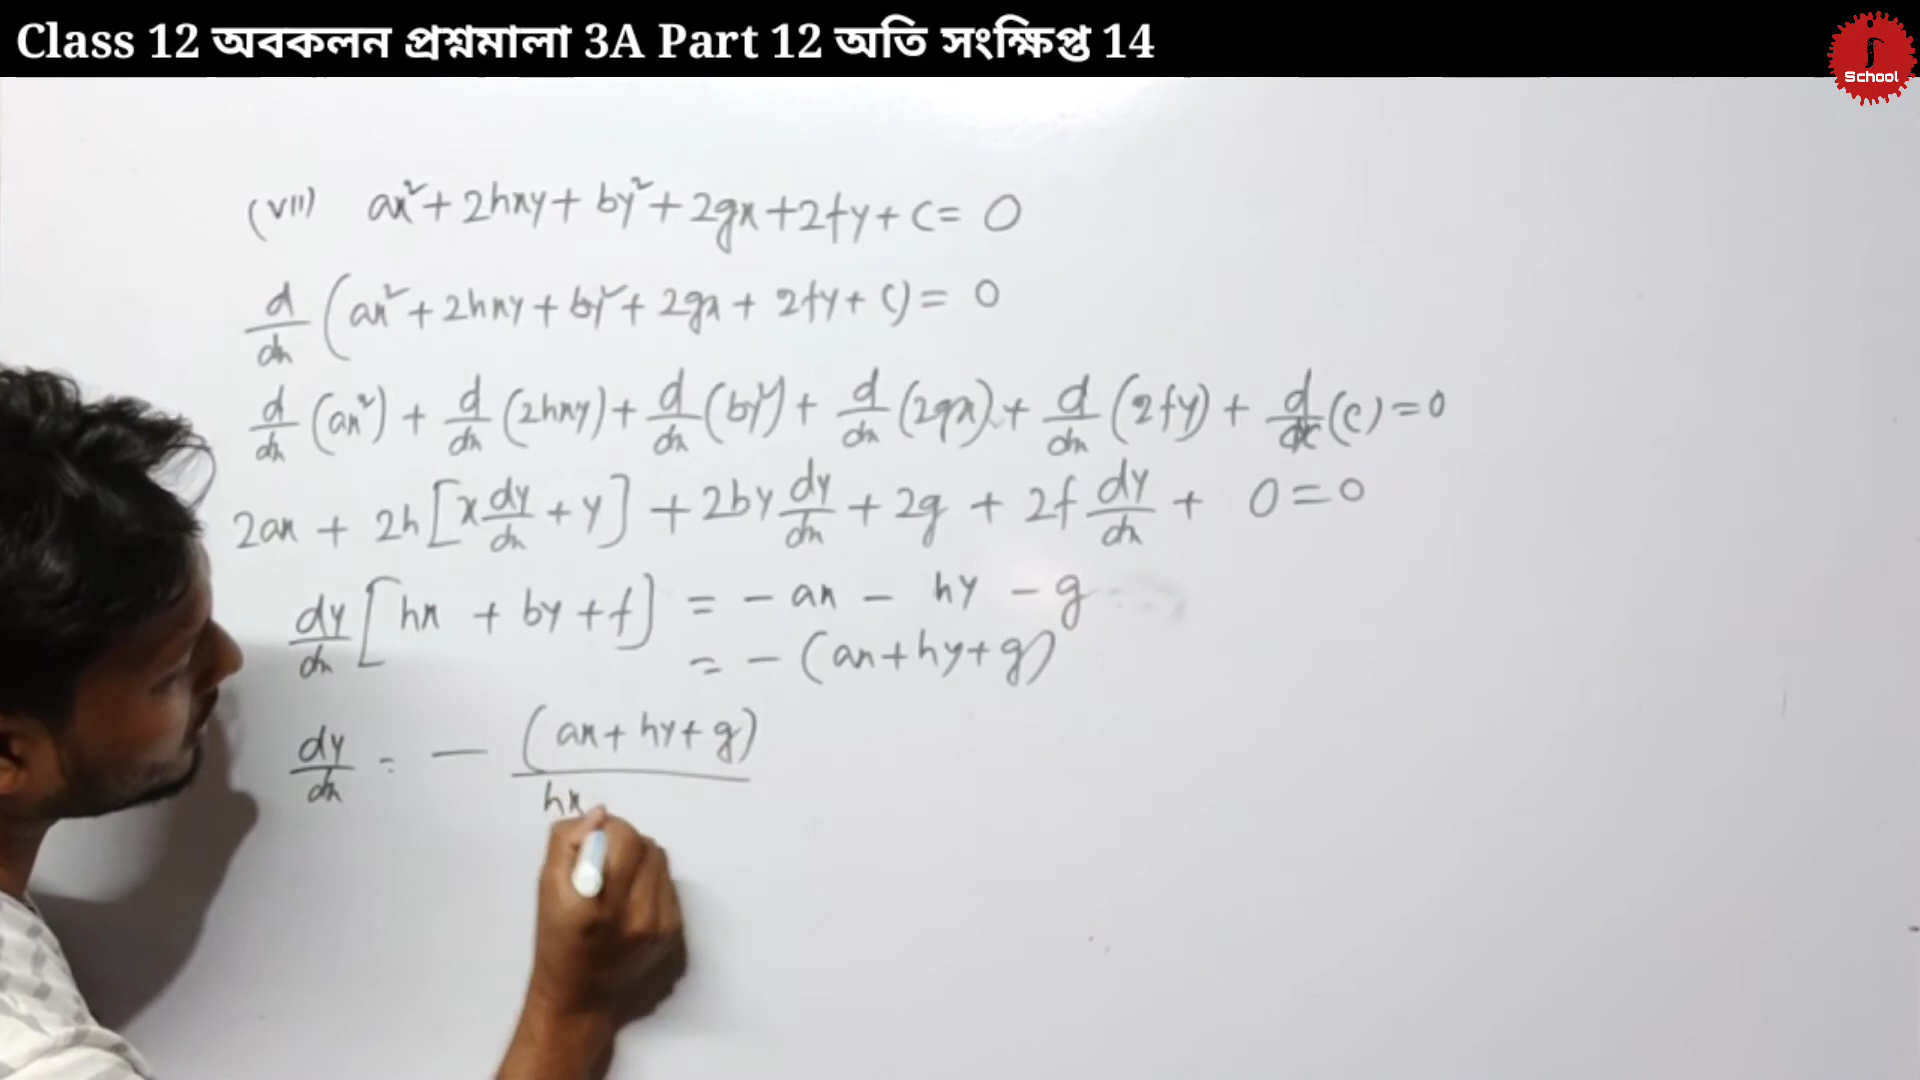 Class 12 অবকলন প্রশ্নমালা 3A Part 12 অতি সংক্ষিপ্ত 14
∫
School
(VII) ax² + 2hxy + by² + 2gx + 2fy + c = 0
d/dx (ax² + 2hxy + by² + 2gx + 2fy + c) = 0
d/dx (ax²) + d/dx (2hxy) + d/dx (by²) + d/dx (2gx) + d/dx (2fy) + d/dx (c) = 0
2ax + 2h [x dy/dx + y] + 2by dy/dx + 2g + 2f dy/dx + 0 = 0
dy/dx [hx + by + f] = - ax - hy - g
= - (ax + hy + g)
dy/dx = - (ax + hy + g) / hx